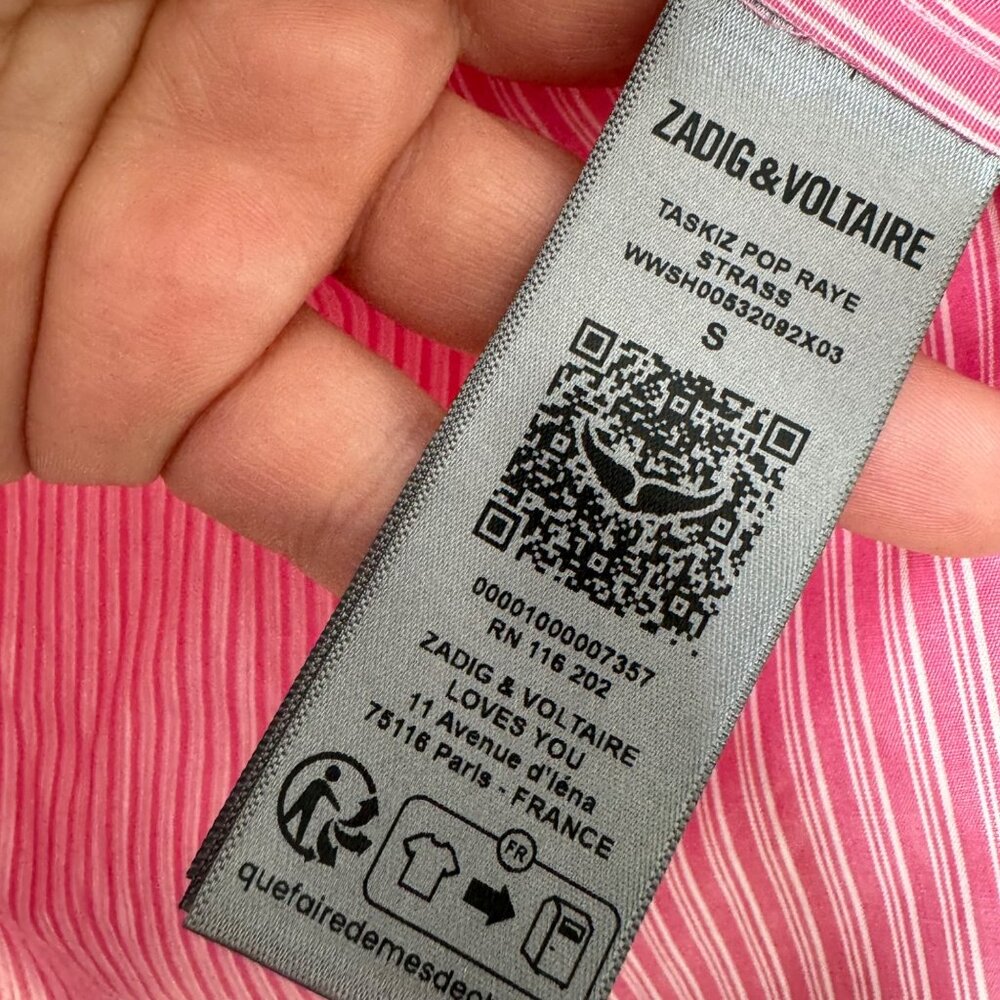 ZADIG&VOLTAIRE
TASKIZ POP RAYE
STRASS
WWSH00532092X03
S
00001000007357
RN 116 202
ZADIG & VOLTAIRE
LOVES YOU
11 Avenue d'Iéna
75116 Paris - FRANCE
FR